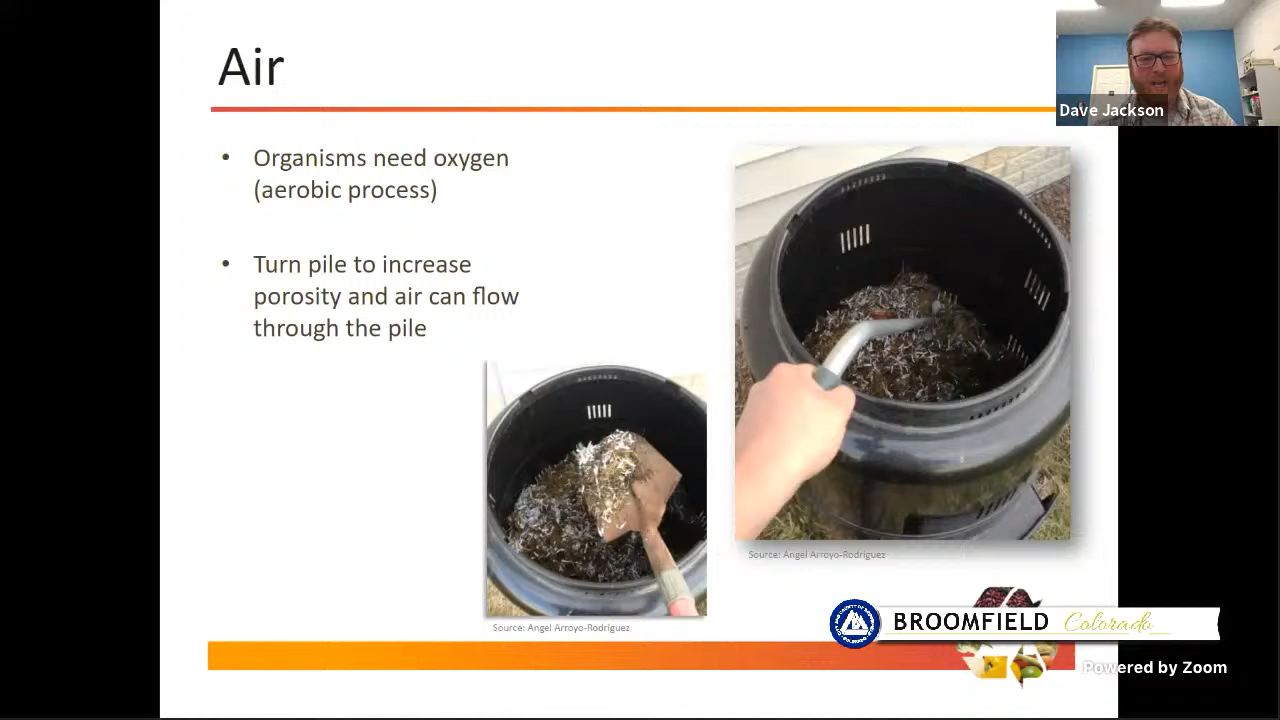 Air
Dave Jackson
• Organisms need oxygen
(aerobic process)
• Turn pile to increase
porosity and air can flow
through the pile
Source: Angel Arroyo-Rodriguez
Source: Angel Arroyo-Rodriguez
BROOMFIELD Colorado
Powered by Zoom